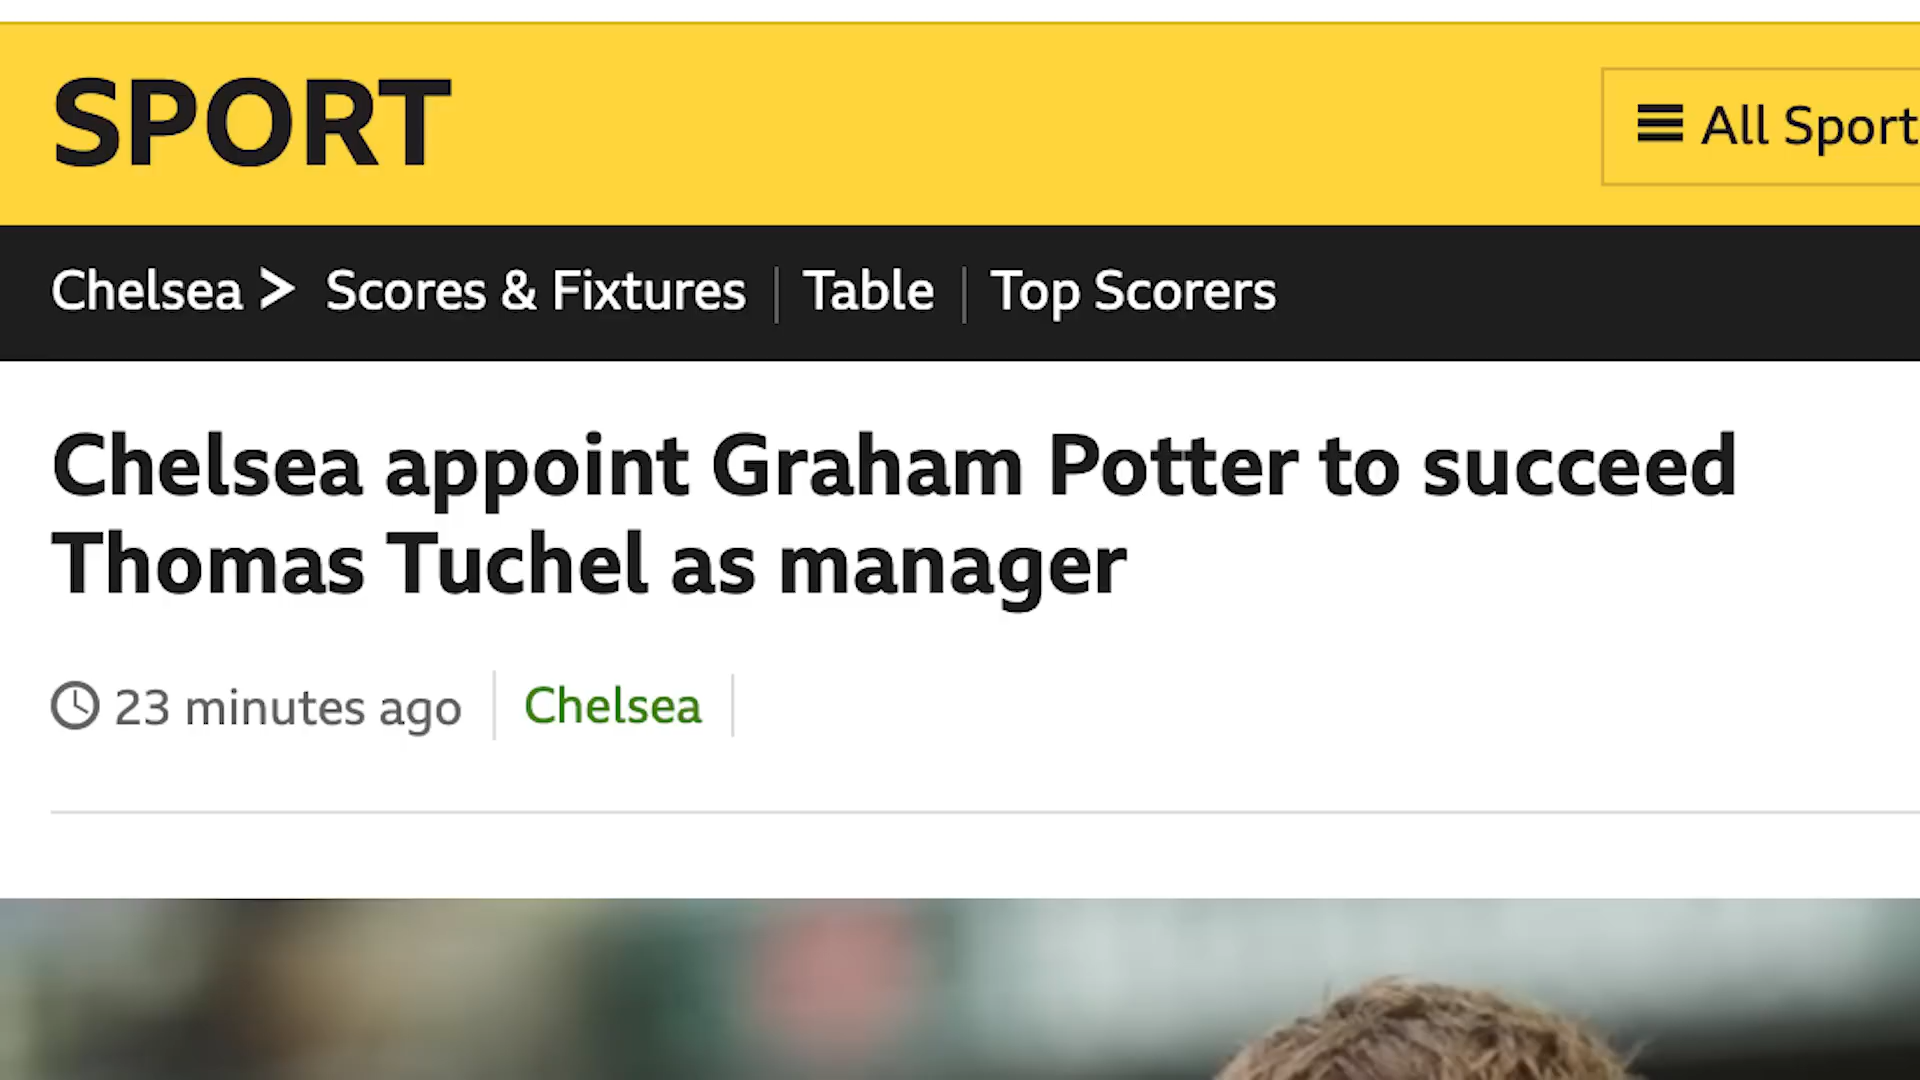 SPORT
All Sport
Chelsea > Scores & Fixtures | Table | Top Scorers
Chelsea appoint Graham Potter to succeed
Thomas Tuchel as manager
23 minutes ago | Chelsea |